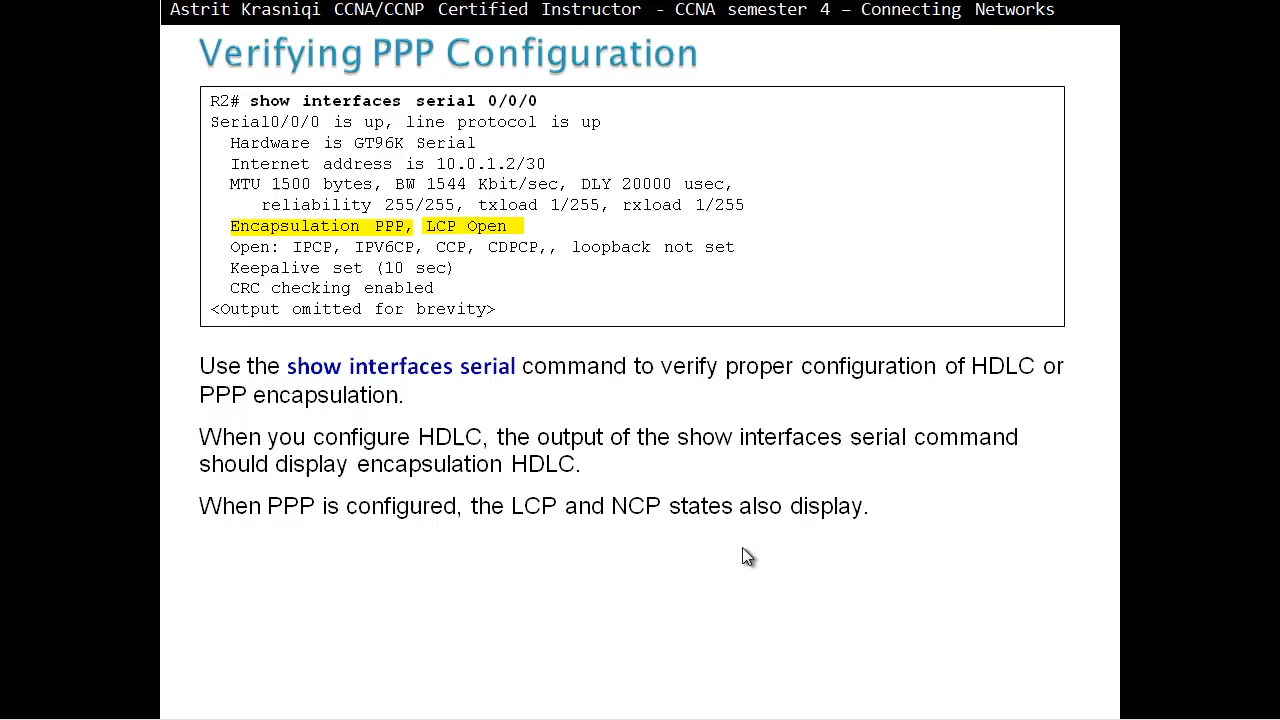 Astrit Krasniqi CCNA/CCNP Certified Instructor - CCNA semester 4 – Connecting Networks
Verifying PPP Configuration
R2# show interfaces serial 0/0/0
Serial0/0/0 is up, line protocol is up
Hardware is GT96K Serial
Internet address is 10.0.1.2/30
MTU 1500 bytes, BW 1544 Kbit/sec, DLY 20000 usec,
reliability 255/255, txload 1/255, rxload 1/255
Encapsulation PPP, LCP Open
Open: IPCP, IPV6CP, CCP, CDPCP,, loopback not set
Keepalive set (10 sec)
CRC checking enabled
<Output omitted for brevity>
Use the show interfaces serial command to verify proper configuration of HDLC or
PPP encapsulation.
When you configure HDLC, the output of the show interfaces serial command
should display encapsulation HDLC.
When PPP is configured, the LCP and NCP states also display.